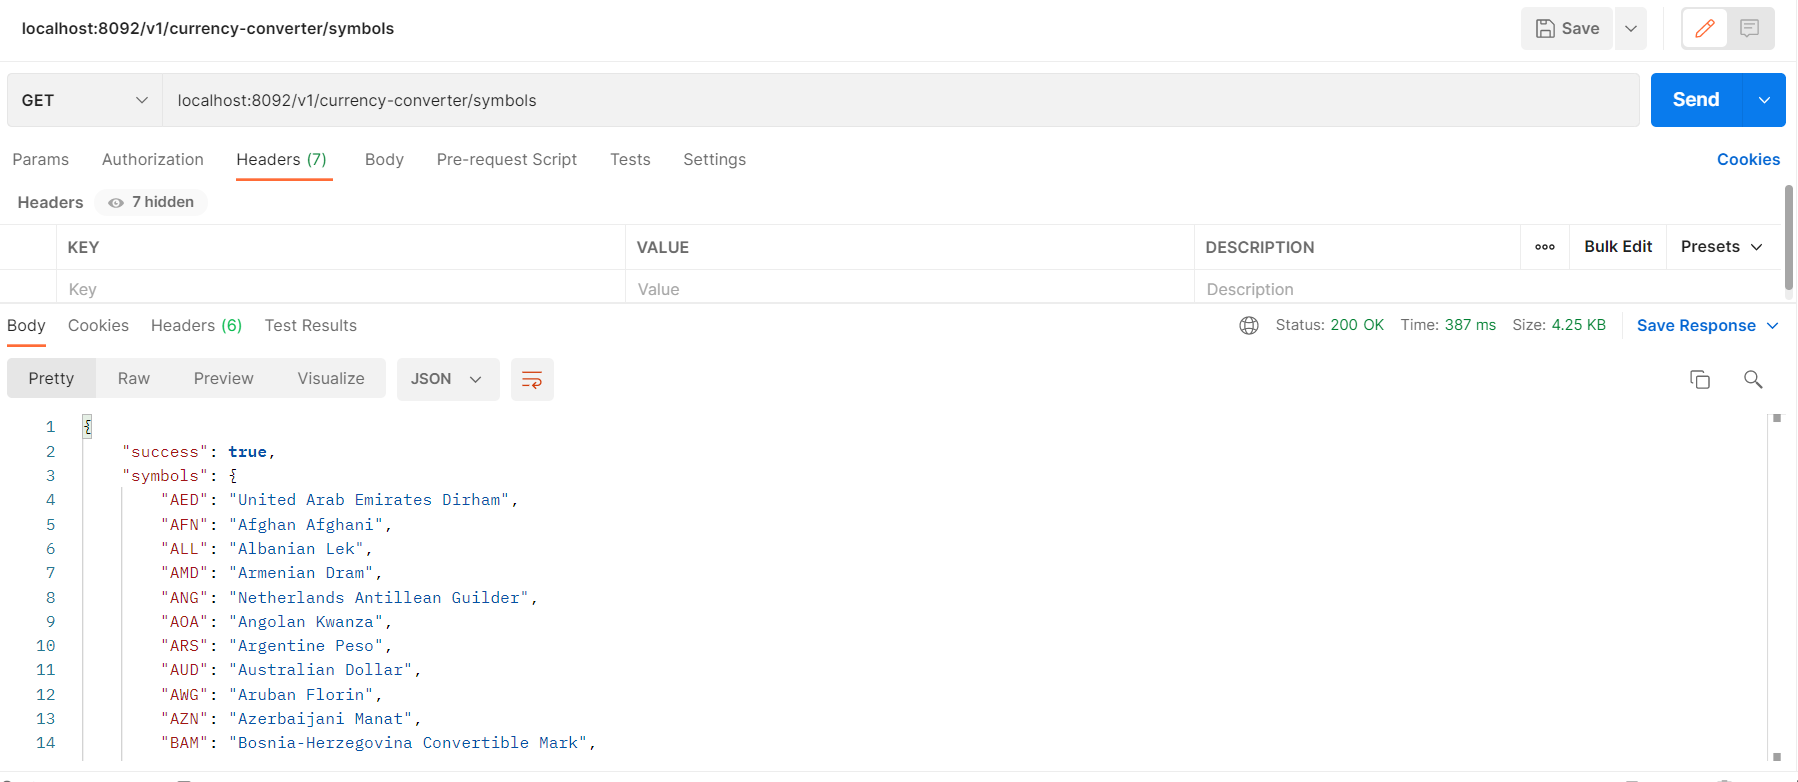 localhost:8092/v1/currency-converter/symbols
Save
GET localhost:8092/v1/currency-converter/symbols Send
Params Authorization Headers (7) Body Pre-request Script Tests Settings Cookies
Headers 7 hidden
KEY VALUE DESCRIPTION ooo Bulk Edit Presets
Key Value Description
Body Cookies Headers (6) Test Results Status: 200 OK Time: 387 ms Size: 4.25 KB Save Response
Pretty Raw Preview Visualize JSON
1 {
2 "success": true,
3 "symbols": {
4 "AED": "United Arab Emirates Dirham",
5 "AFN": "Afghan Afghani",
6 "ALL": "Albanian Lek",
7 "AMD": "Armenian Dram",
8 "ANG": "Netherlands Antillean Guilder",
9 "AOA": "Angolan Kwanza",
10 "ARS": "Argentine Peso",
11 "AUD": "Australian Dollar",
12 "AWG": "Aruban Florin",
13 "AZN": "Azerbaijani Manat",
14 "BAM": "Bosnia-Herzegovina Convertible Mark",